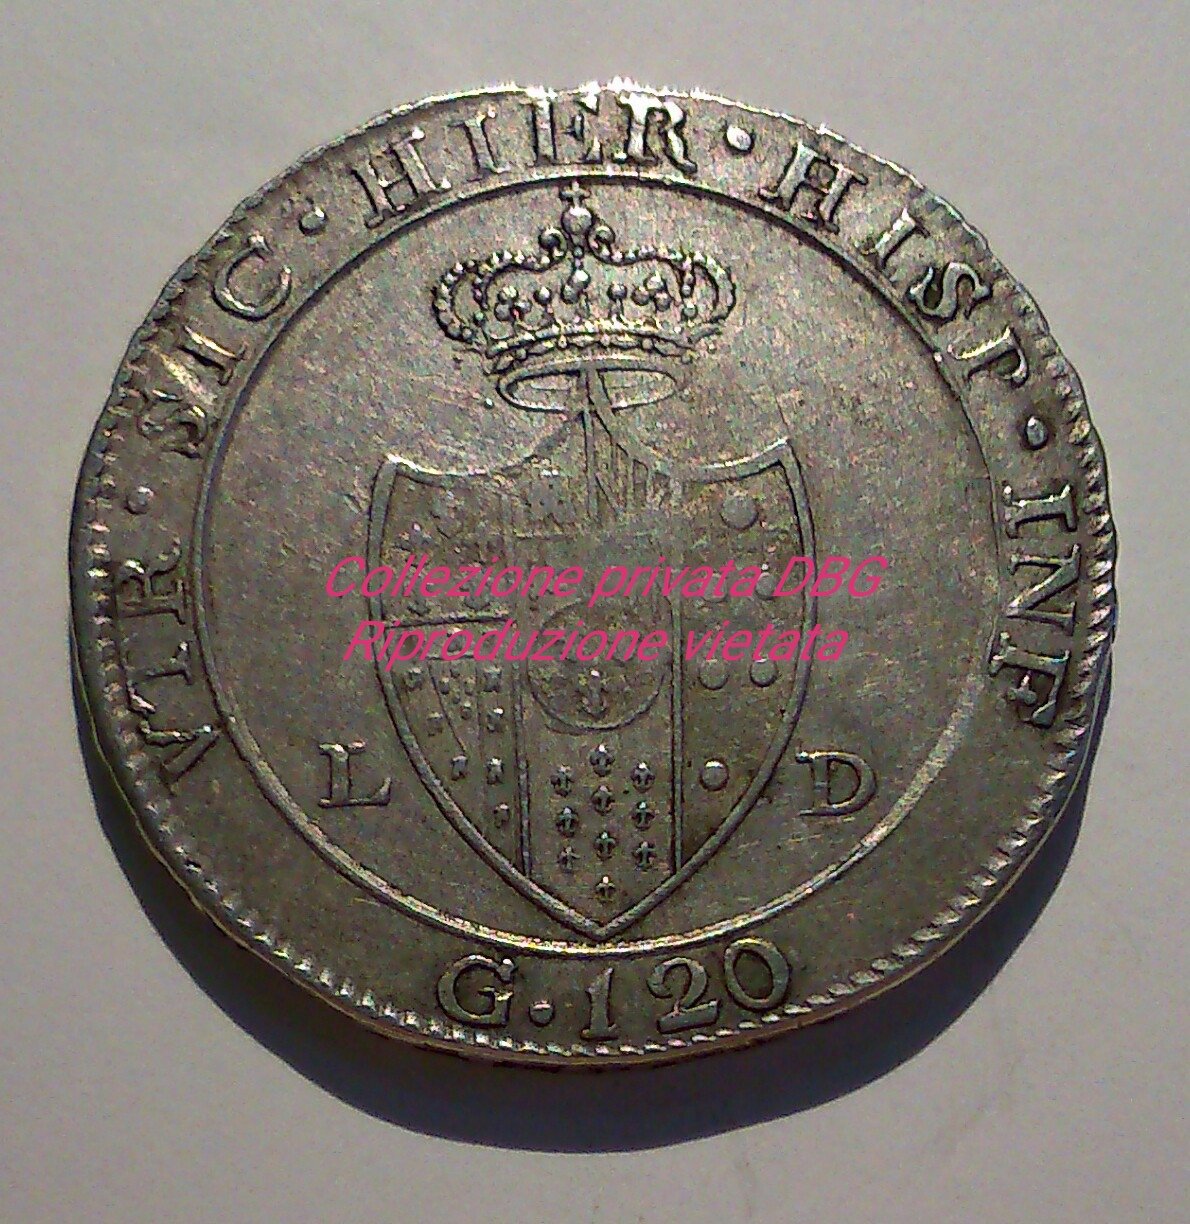 VTR · SIC · HIER · HISP · INF
L D
G · 120
Collezione privata DBG
Riproduzione vietata